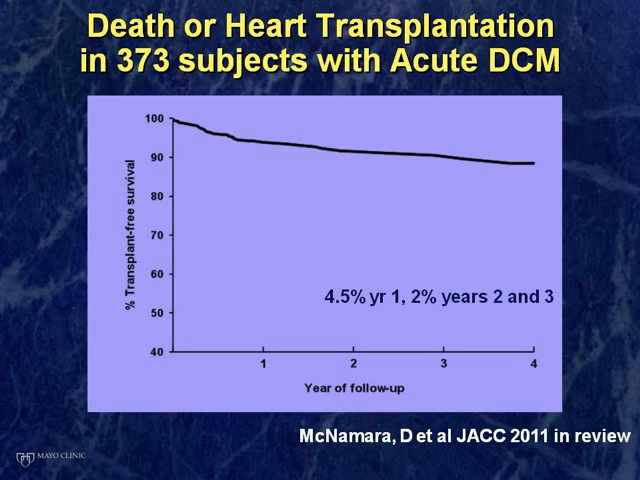 Death or Heart Transplantation
in 373 subjects with Acute DCM
% Transplant-free survival
100
90
80
70
60
50
40
4.5% yr 1, 2% years 2 and 3
1 2 3 4
Year of follow-up
McNamara, D et al JACC 2011 in review
MAYO CLINIC